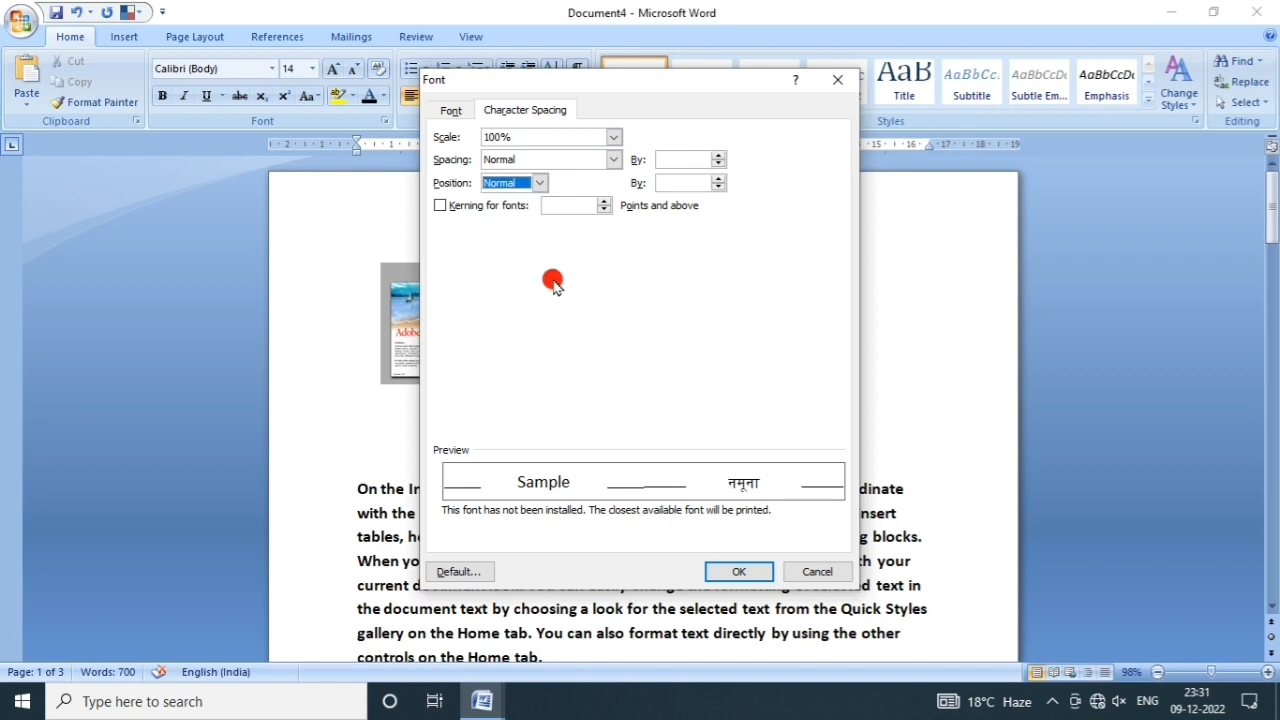 Document4 - Microsoft Word
Home Insert Page Layout References Mailings Review View
Paste
Cut
Copy
Format Painter
Clipboard
Calibri (Body) 14
Font
AaB AaBbCc. AaBbCcDt AaBbCcDt
Title Subtitle Subtle Em... Emphasis
Change
Styles
Styles
Find
Replace
Select
Editing
Font
Font Character Spacing
Scale: 100%
Spacing: Normal By:
Position: Normal By:
Kerning for fonts: Points and above
Preview
Sample नमूना
This font has not been installed. The closest available font will be printed.
Default... OK Cancel
Adobe
On the In dinate
with the nsert
tables, he g blocks.
When yo h your
current d text in
the document text by choosing a look for the selected text from the Quick Styles
gallery on the Home tab. You can also format text directly by using the other
controls on the Home tab.
Page: 1 of 3 Words: 700 English (India) 98%
Type here to search
18°C Haze ENG
23:31
09-12-2022